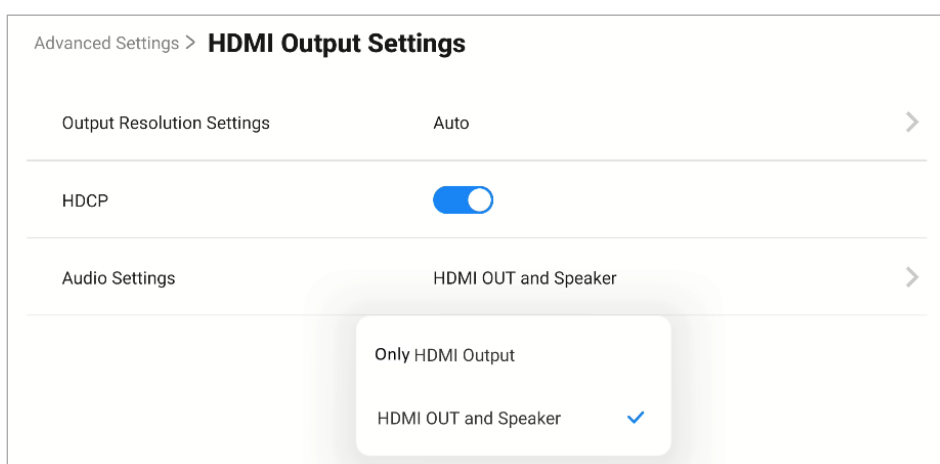 Advanced Settings > HDMI Output Settings
Output Resolution Settings Auto
HDCP
Audio Settings HDMI OUT and Speaker
Only HDMI Output
HDMI OUT and Speaker